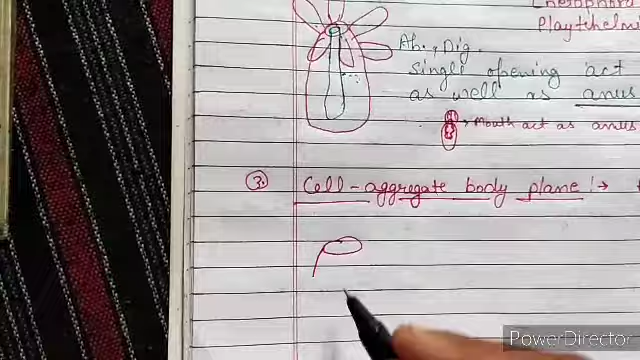 Playtchelmi
Ab., Dig.
single opening act
as well as anus
→ Mouth act as anus
③. Cell-aggregate body plane :→
PowerDirector